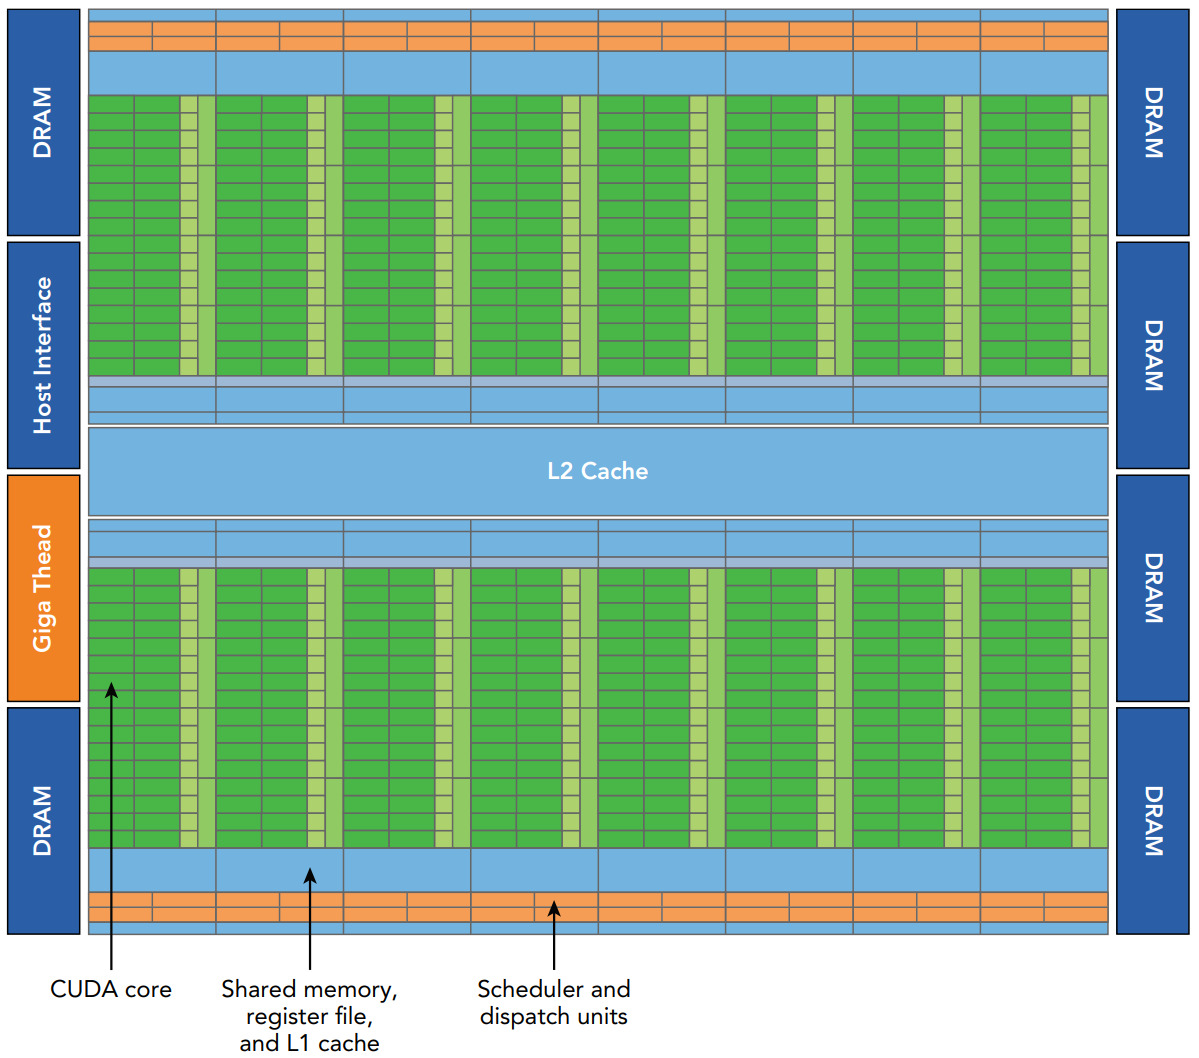 DRAM
Host Interface
Giga Thead
DRAM
L2 Cache
DRAM
DRAM
DRAM
DRAM
CUDA core
Shared memory,
register file,
and L1 cache
Scheduler and
dispatch units